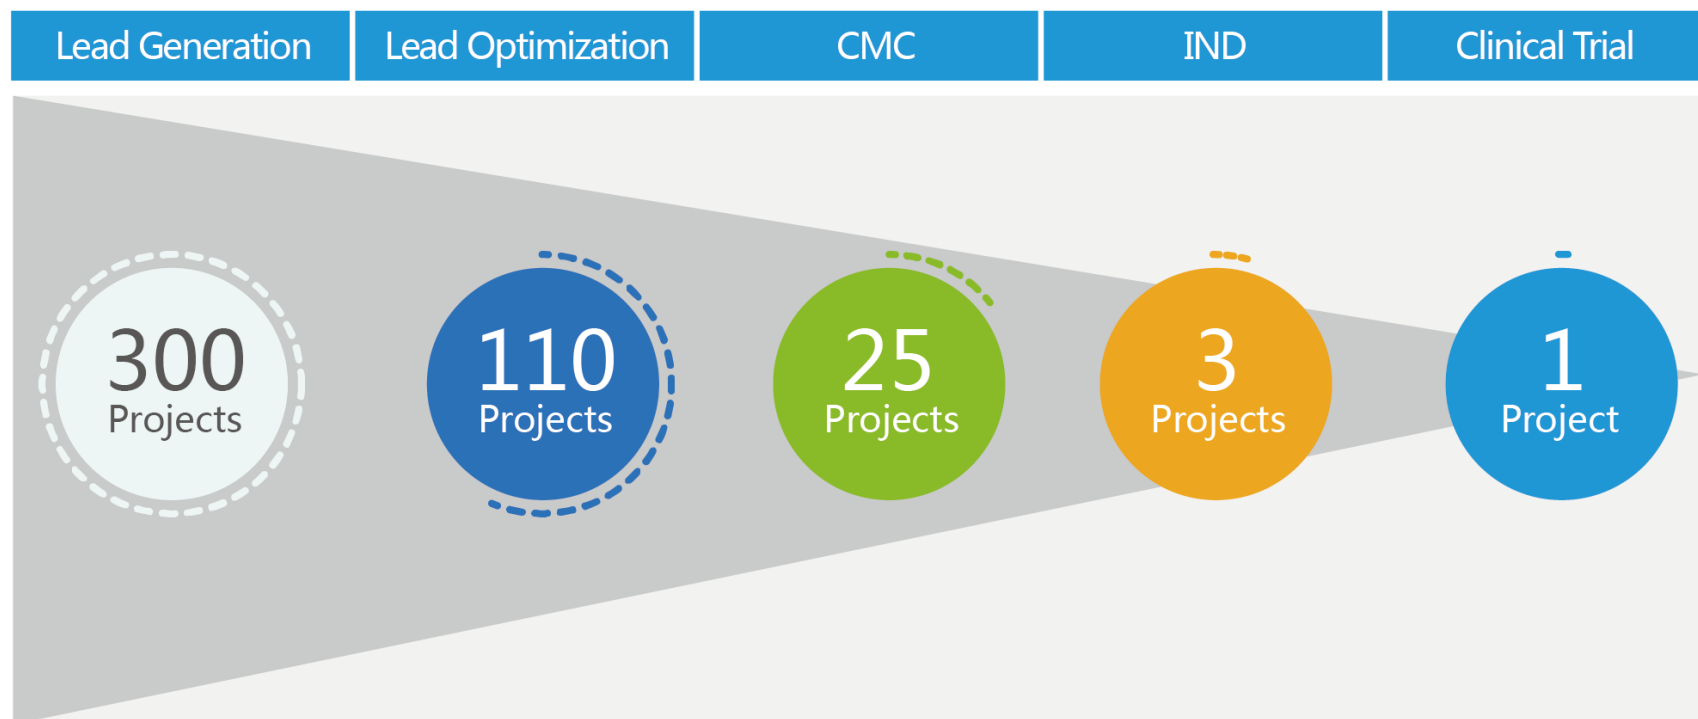 Lead Generation
Lead Optimization
CMC
IND
Clinical Trial
300
Projects
110
Projects
25
Projects
3
Projects
1
Project